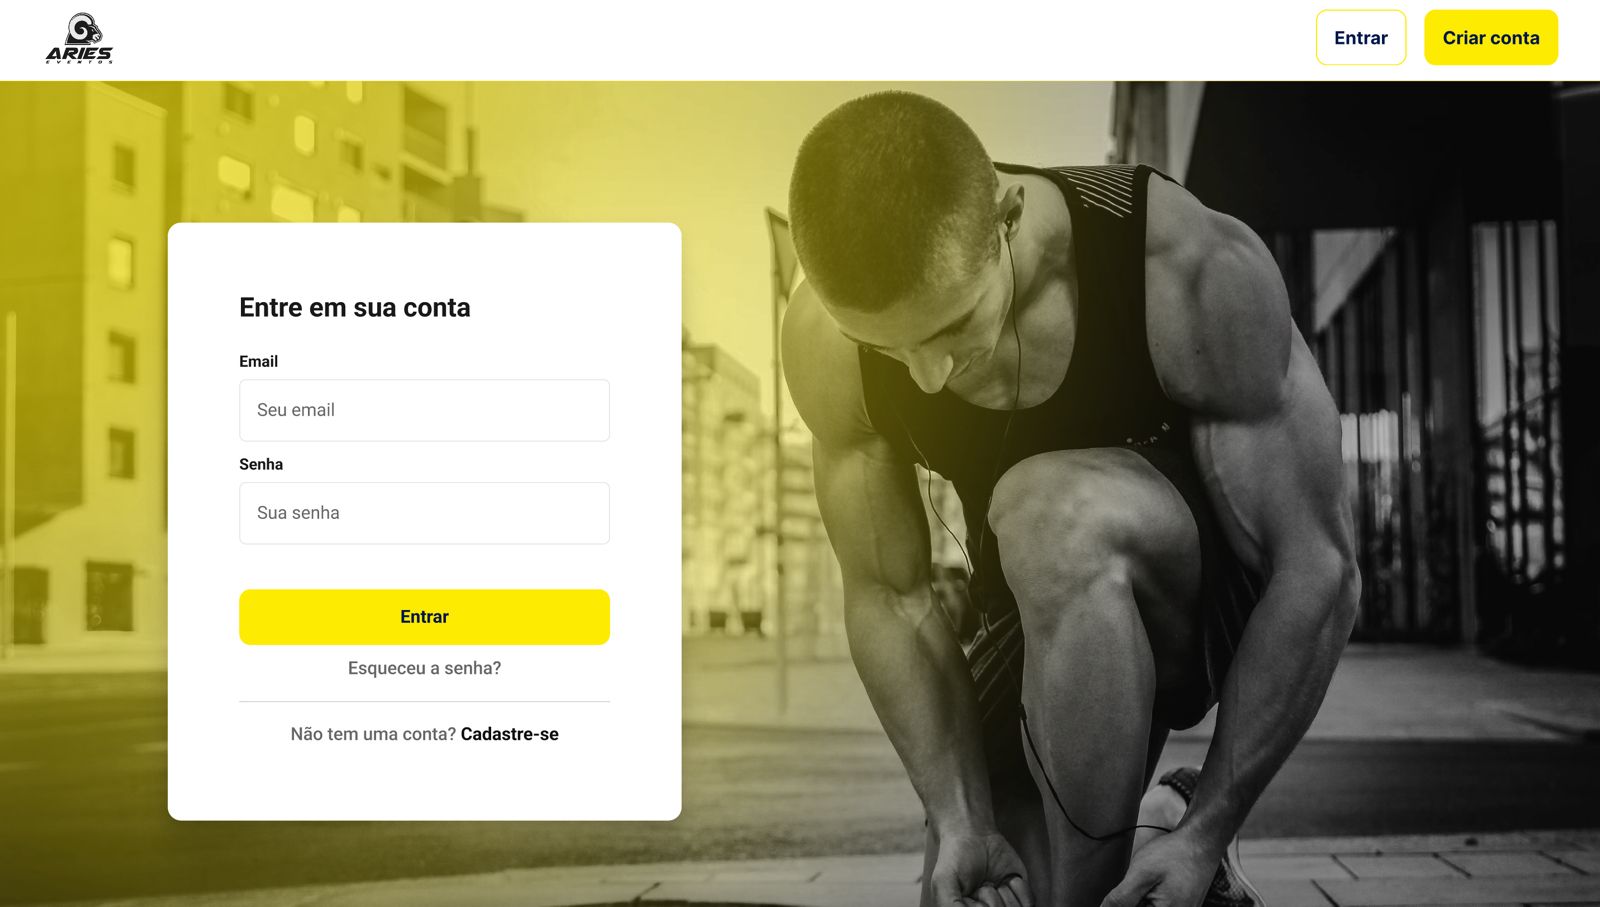 ARIES
EVENTOS
Entrar
Criar conta
Entre em sua conta
Email
Seu email
Senha
Sua senha
Entrar
Esqueceu a senha?
Não tem uma conta? Cadastre-se